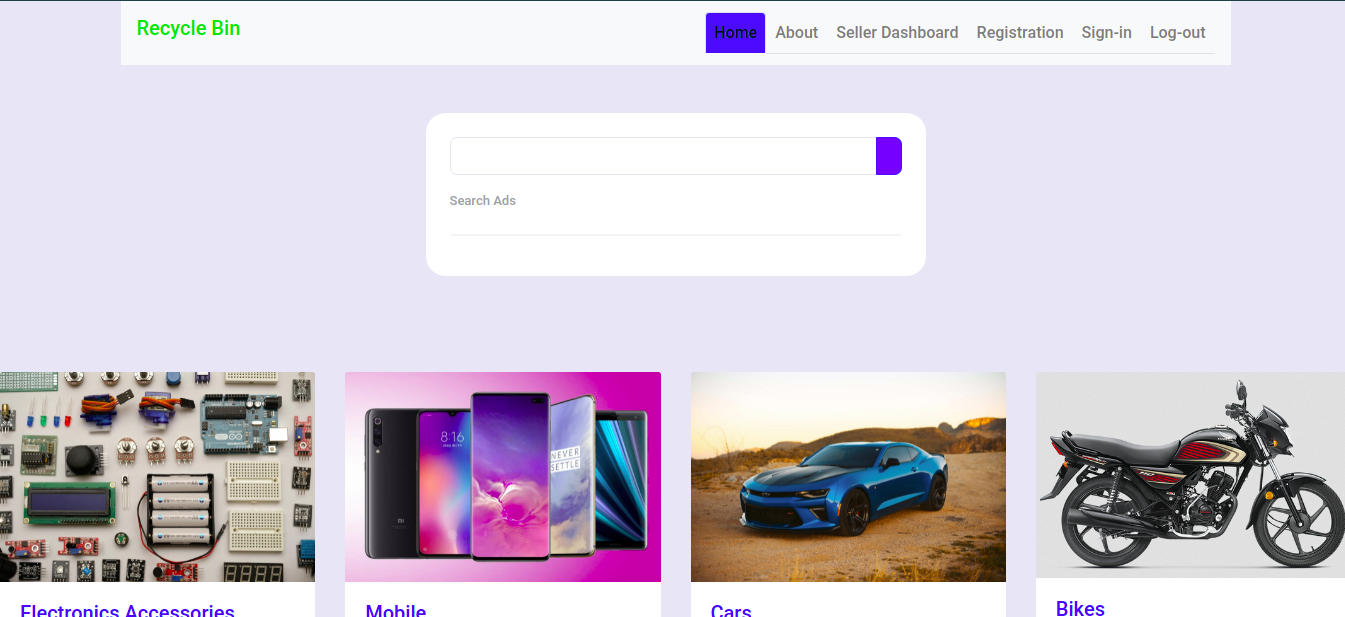 Recycle Bin
Home About Seller Dashboard Registration Sign-in Log-out
Search Ads
8:16
NEVER
SETTLE
mi
Electronics Accessories
Mobile
Cars
Bikes